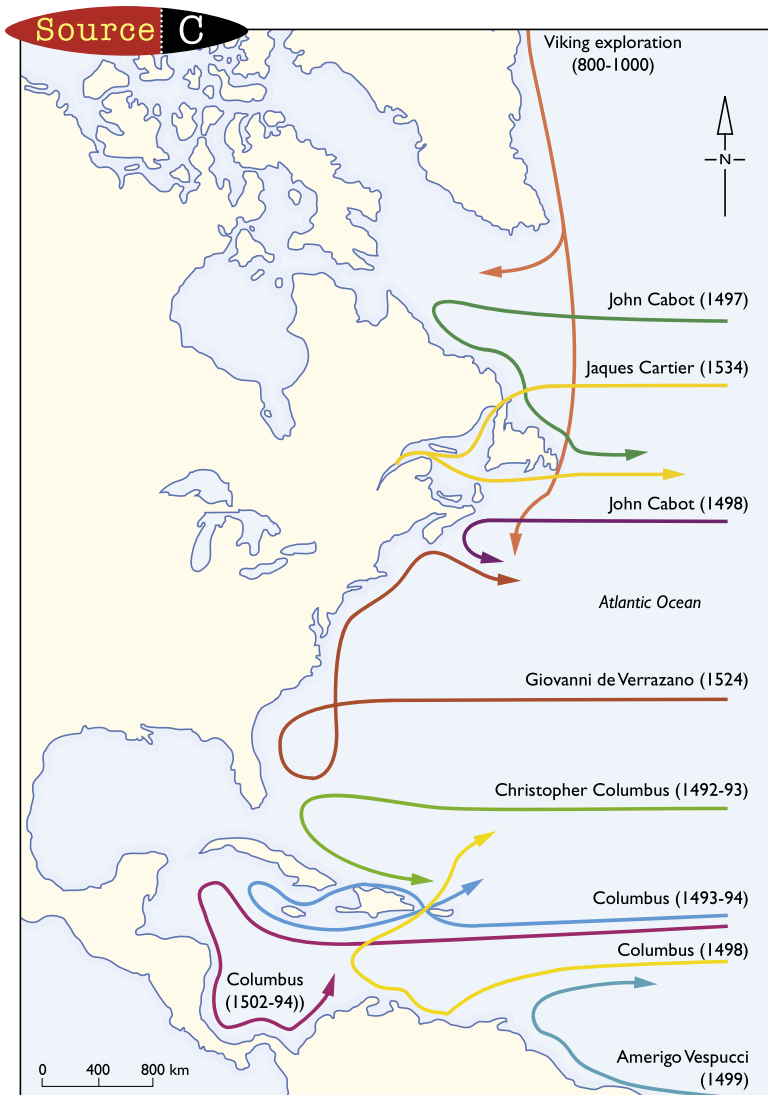 Source C
Viking exploration
(800-1000)
N
John Cabot (1497)
Jaques Cartier (1534)
John Cabot (1498)
Atlantic Ocean
Giovanni de Verrazano (1524)
Christopher Columbus (1492-93)
Columbus (1493-94)
Columbus (1498)
Columbus
(1502-94))
Amerigo Vespucci
(1499)
0 400 800 km